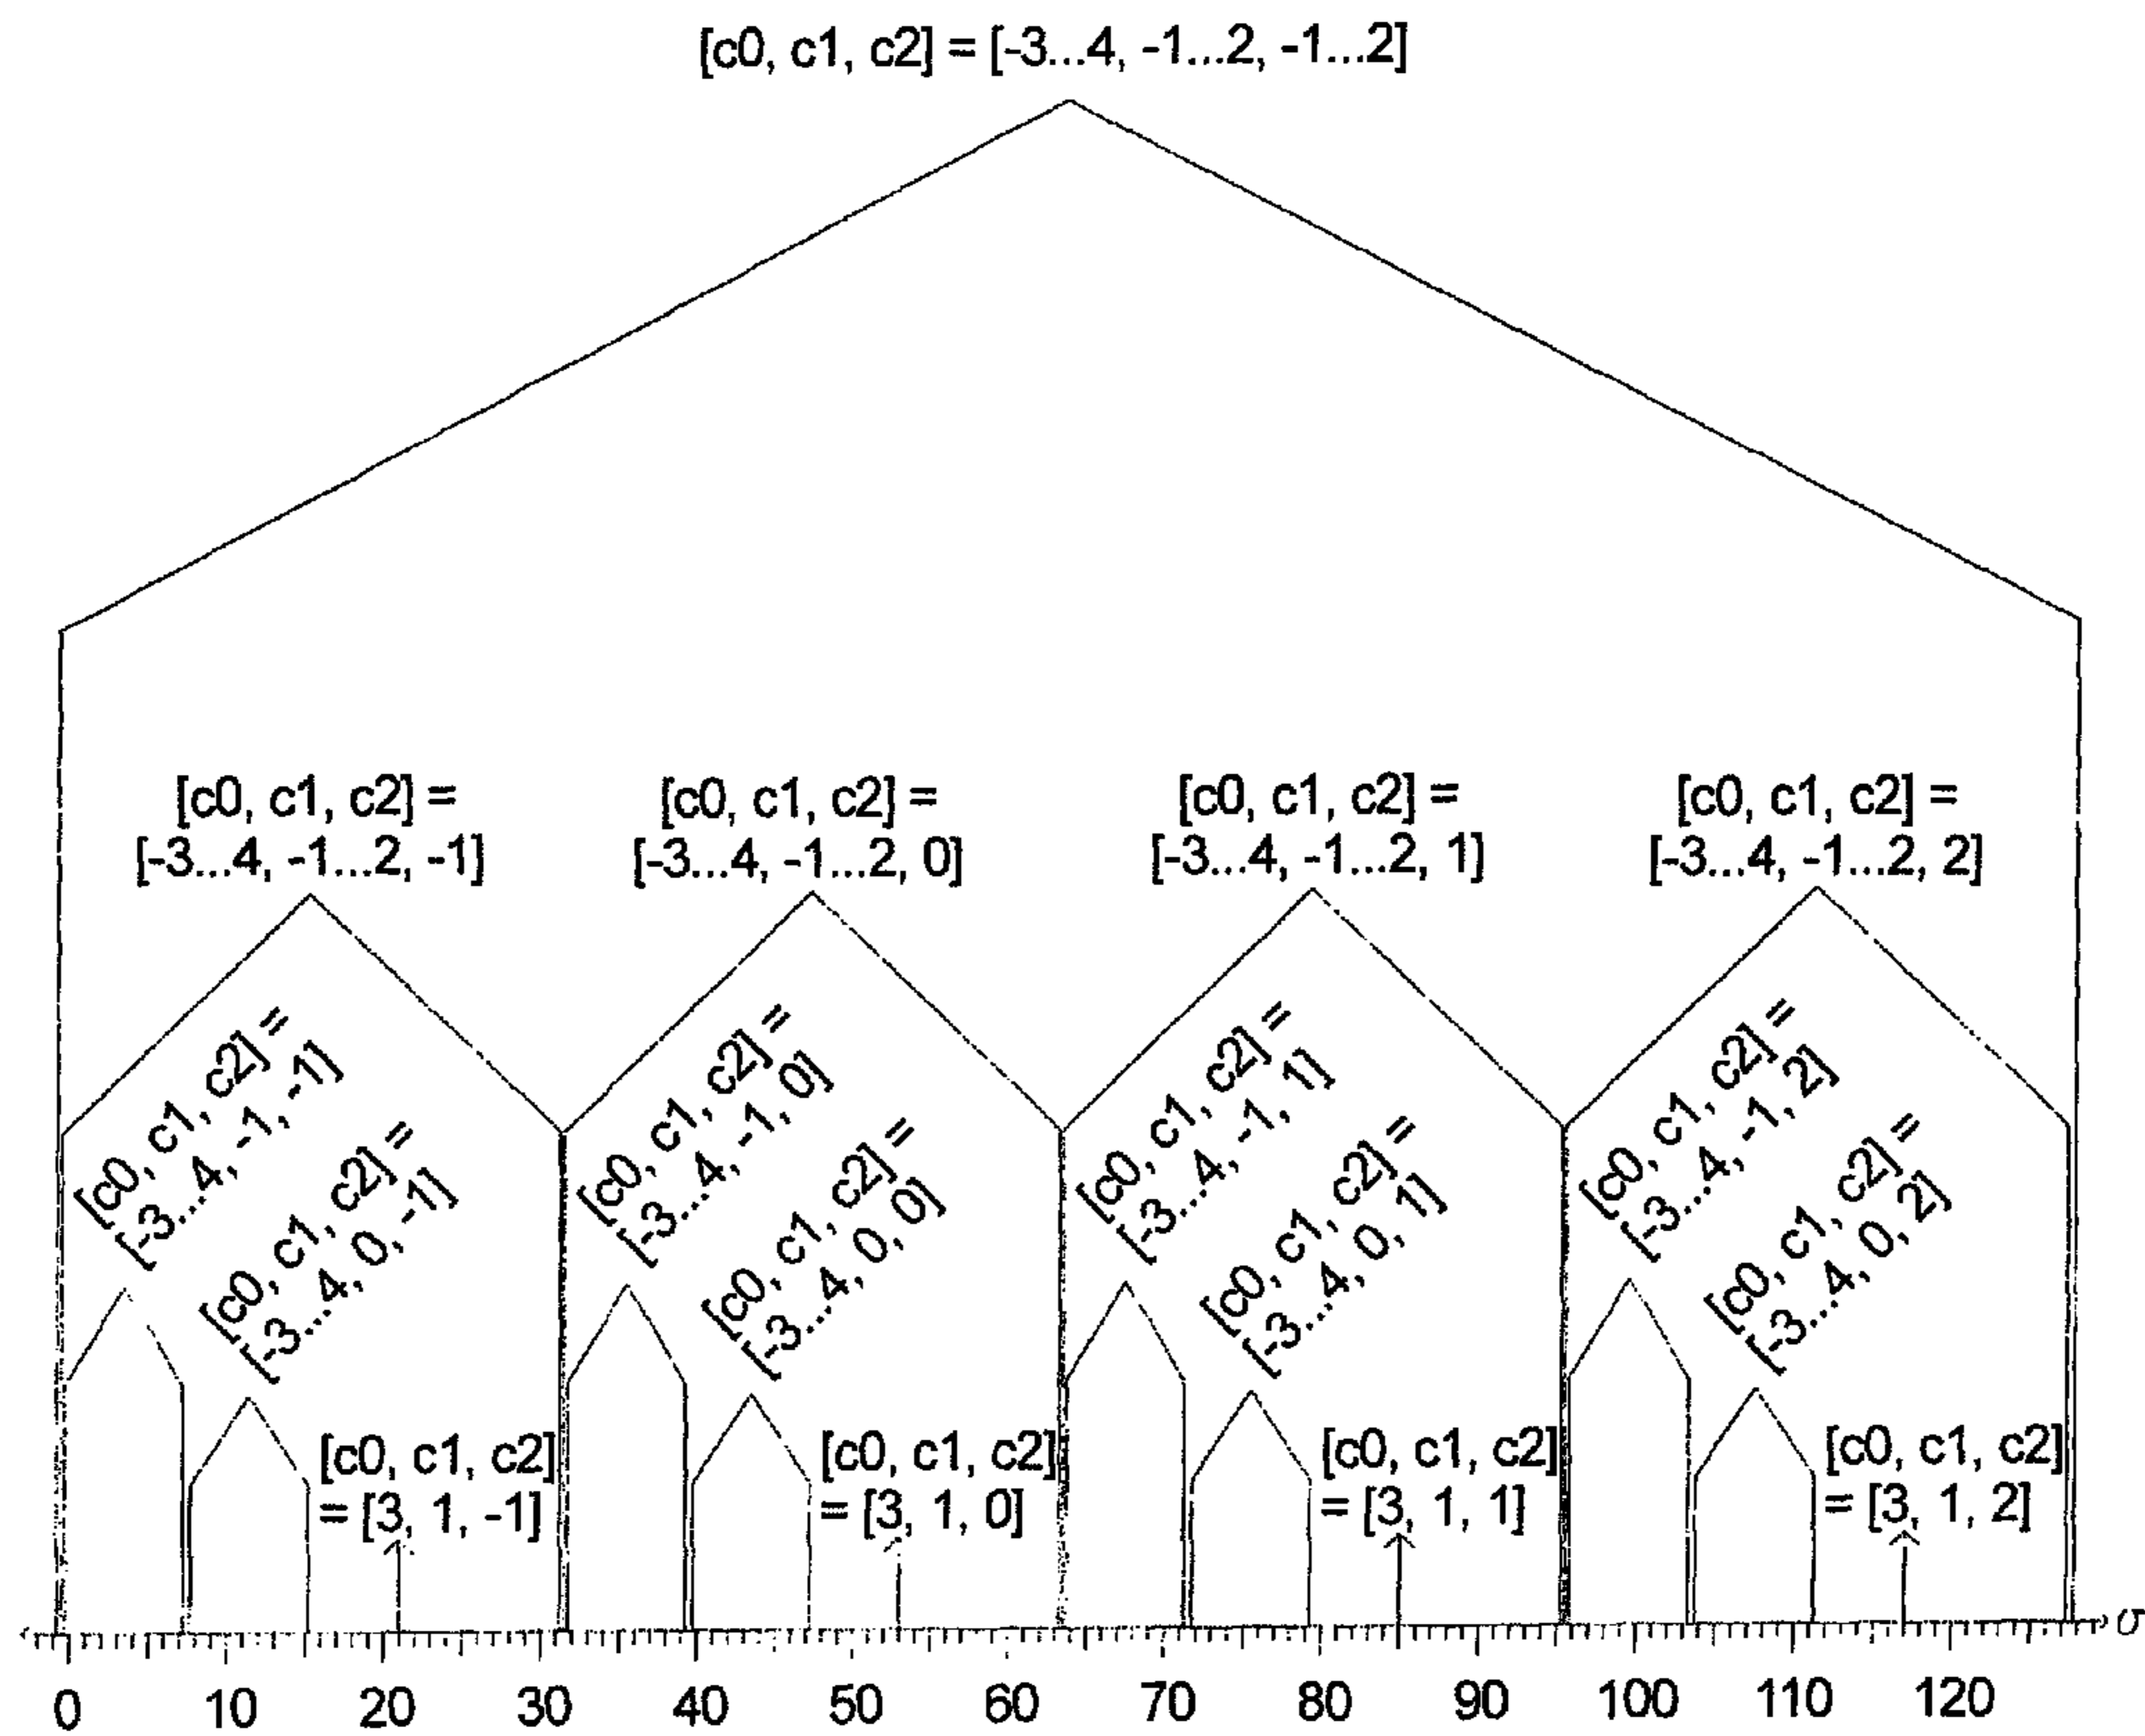 [c0, c1, c2] = [-3...4, -1...2, -1...2]
[c0, c1, c2] =
[-3...4, -1...2, -1]
[c0, c1, c2] =
[-3...4, -1...2, 0]
[c0, c1, c2] =
[-3...4, -1...2, 1]
[c0, c1, c2] =
[-3...4, -1...2, 2]
[c0, c1, c2] =
[-3...4, -1, -1]
[c0, c1, c2] =
[-3...4, 0, -1]
[c0, c1, c2]
= [3, 1, -1]
[c0, c1, c2] =
[-3...4, -1, 0]
[c0, c1, c2] =
[-3...4, 0, 0]
[c0, c1, c2]
= [3, 1, 0]
[c0, c1, c2] =
[-3...4, -1, 1]
[c0, c1, c2] =
[-3...4, 0, 1]
[c0, c1, c2]
= [3, 1, 1]
[c0, c1, c2] =
[-3...4, -1, 2]
[c0, c1, c2] =
[-3...4, 0, 2]
[c0, c1, c2]
= [3, 1, 2]
σ
0 10 20 30 40 50 60 70 80 90 100 110 120